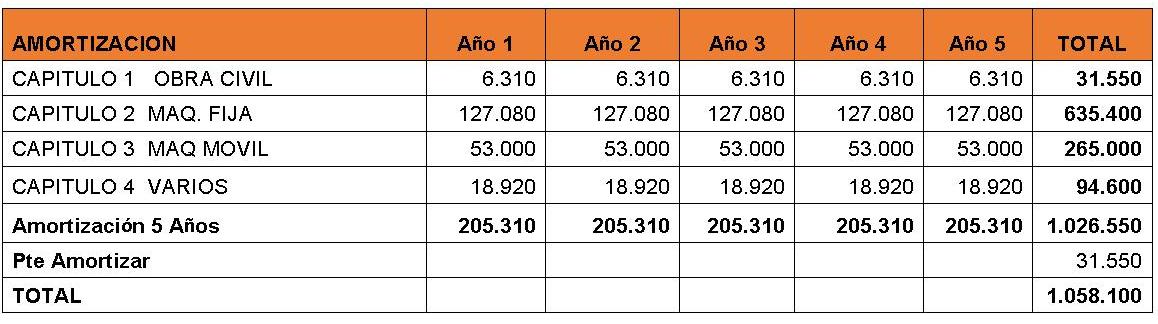 AMORTIZACION Año 1 Año 2 Año 3 Año 4 Año 5 TOTAL
CAPITULO 1 OBRA CIVIL 6.310 6.310 6.310 6.310 6.310 31.550
CAPITULO 2 MAQ. FIJA 127.080 127.080 127.080 127.080 127.080 635.400
CAPITULO 3 MAQ MOVIL 53.000 53.000 53.000 53.000 53.000 265.000
CAPITULO 4 VARIOS 18.920 18.920 18.920 18.920 18.920 94.600
Amortización 5 Años 205.310 205.310 205.310 205.310 205.310 1.026.550
Pte Amortizar 31.550
TOTAL 1.058.100